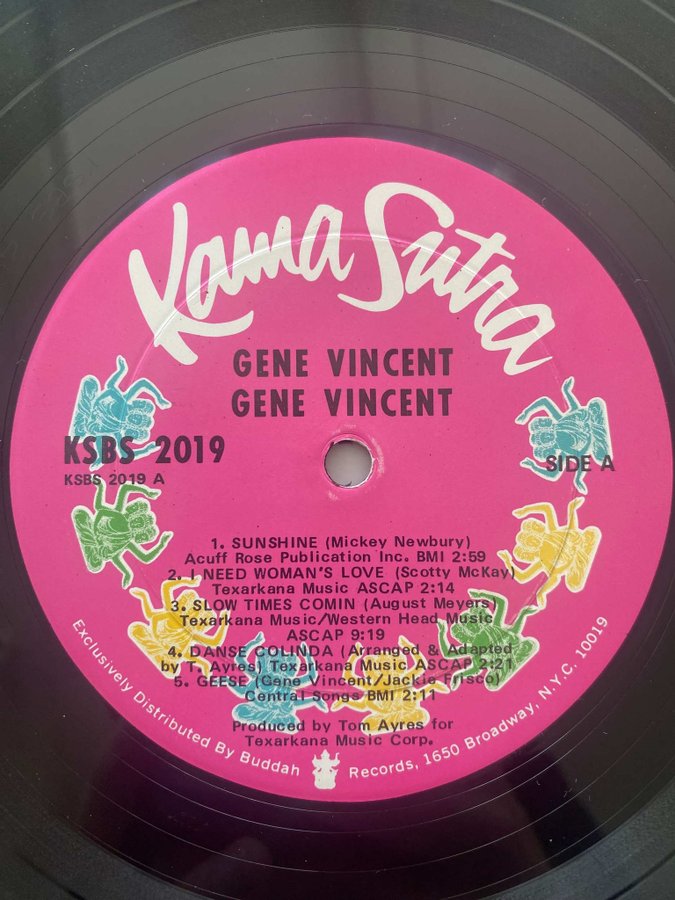 Kama Sutra
GENE VINCENT
GENE VINCENT
KSBS 2019
KSBS 2019 A
SIDE A
1. SUNSHINE (Mickey Newbury)
Acuff Rose Publication Inc. BMI 2:59
2. I NEED WOMAN'S LOVE (Scotty McKay)
Texarkana Music ASCAP 2:14
3. SLOW TIMES COMIN (August Meyers)
Texarkana Music/Western Head Music
ASCAP 9:19
4. DANSE COLINDA (Arranged & Adapted
by T. Ayres) Texarkana Music ASCAP 2:21
5. GEESE (Gene Vincent/Jackie Frisco)
Central Songs BMI 2:11
Produced by Tom Ayres for
Texarkana Music Corp.
Exclusively Distributed By Buddah Records, 1650 Broadway, N.Y.C. 10019